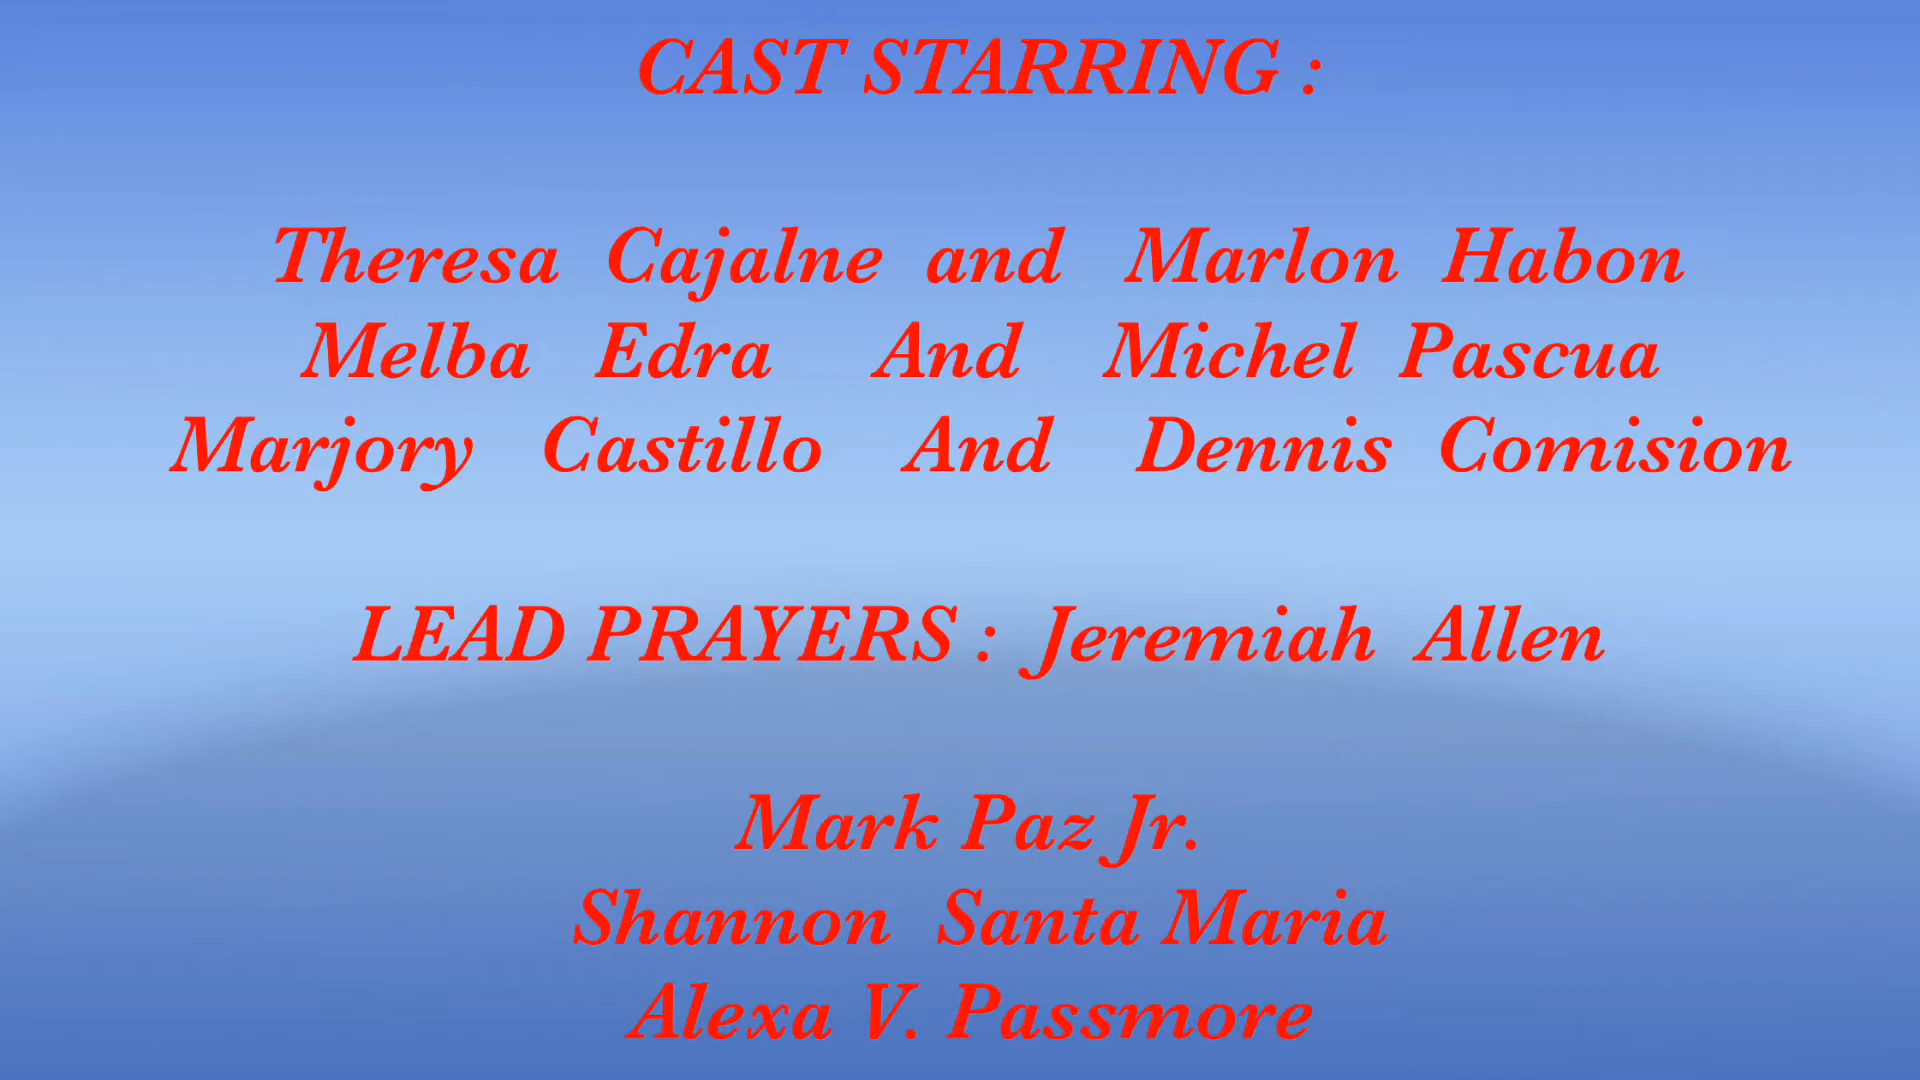 CAST STARRING :
Theresa Cajalne and Marlon Habon
Melba Edra And Michel Pascua
Marjory Castillo And Dennis Comision
LEAD PRAYERS : Jeremiah Allen
Mark Paz Jr.
Shannon Santa Maria
Alexa V. Passmore